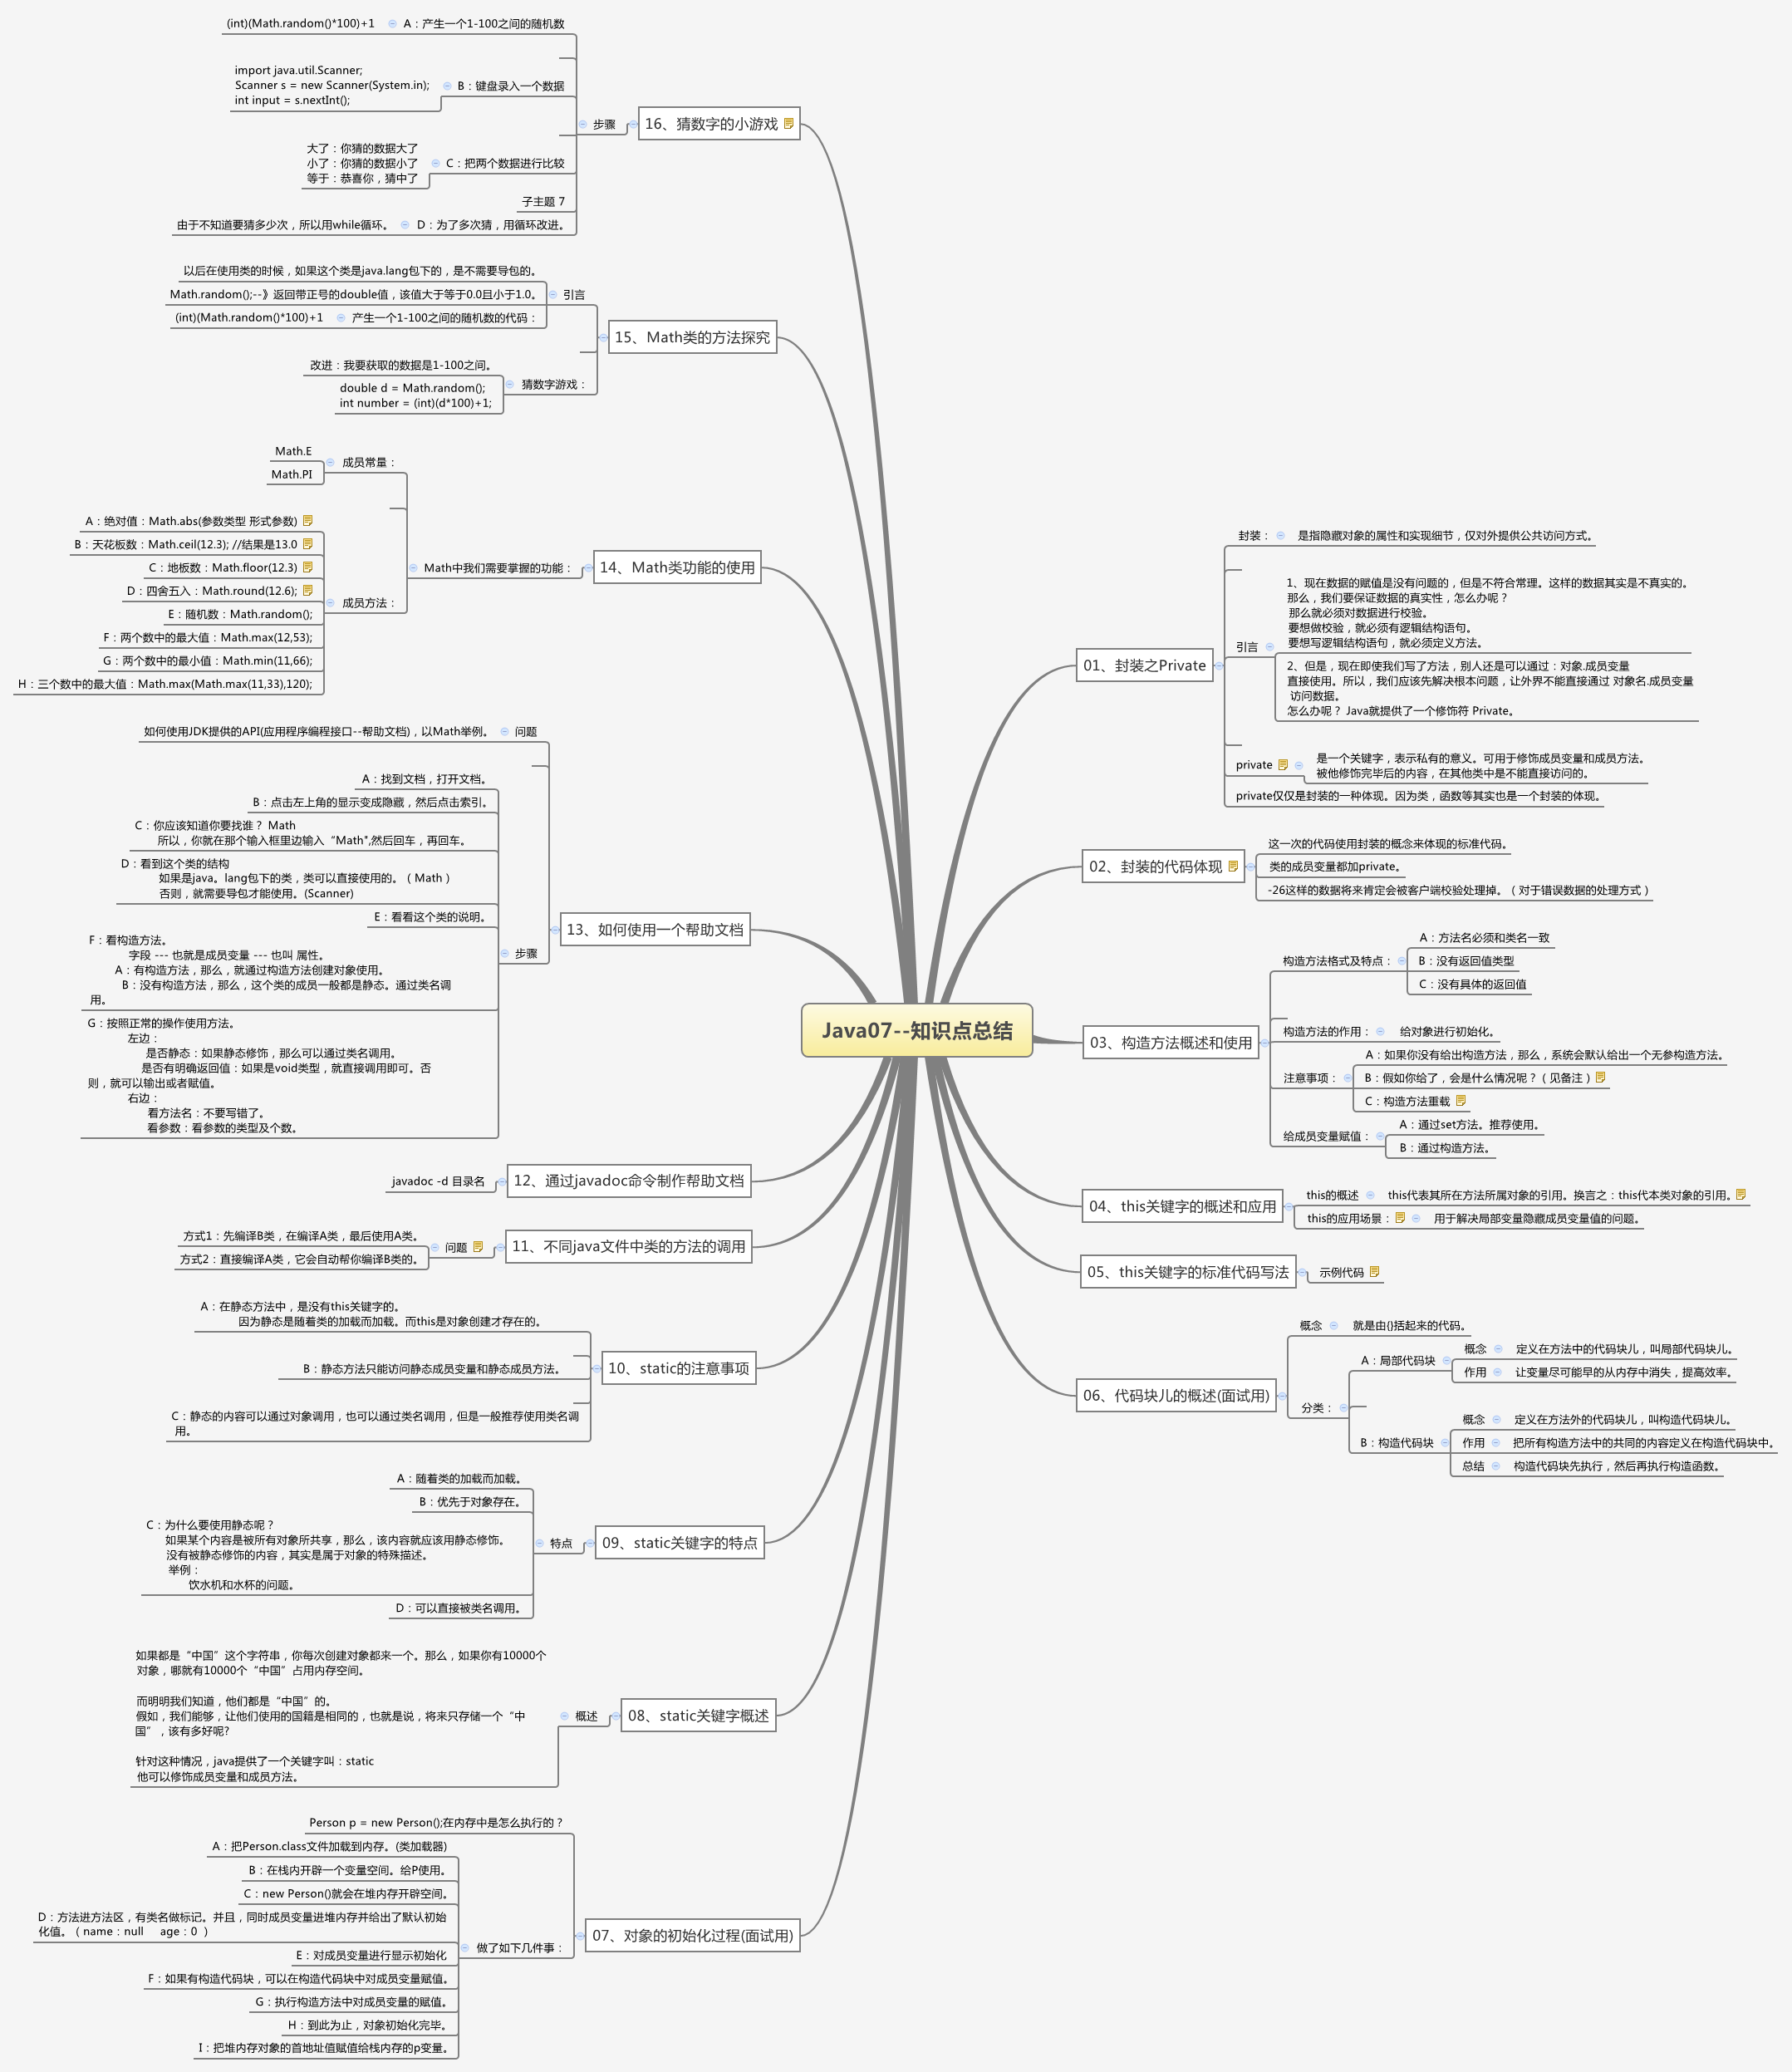 Java07--知识点总结
01、封装之Private
封装：
是指隐藏对象的属性和实现细节，仅对外提供公共访问方式。
引言
1、现在数据的赋值是没有问题的，但是不符合常理。这样的数据其实是不真实的。
那么，我们要保证数据的真实性，怎么办呢？
那么就必须对数据进行校验。
要想做校验，就必须有逻辑结构语句。
要想写逻辑结构语句，就必须定义方法。
2、但是，现在即使我们写了方法，别人还是可以通过：对象.成员变量
直接使用。所以，我们应该先解决根本问题，让外界不能直接通过 对象名.成员变量
访问数据。
怎么办呢？ Java就提供了一个修饰符 Private。
private
是一个关键字，表示私有的意义。可用于修饰成员变量和成员方法。
被他修饰完毕后的内容，在其他类中是不能直接访问的。
private仅仅是封装的一种体现。因为类，函数等其实也是一个封装的体现。
02、封装的代码体现
这一次的代码使用封装的概念来体现的标准代码。
类的成员变量都加private。
-26这样的数据将来肯定会被客户端校验处理掉。（对于错误数据的处理方式）
03、构造方法概述和使用
构造方法格式及特点：
A：方法名必须和类名一致
B：没有返回值类型
C：没有具体的返回值
构造方法的作用：
给对象进行初始化。
注意事项：
A：如果你没有给出构造方法，那么，系统会默认给出一个无参构造方法。
B：假如你给了，会是什么情况呢？（见备注）
C：构造方法重载
给成员变量赋值：
A：通过set方法。推荐使用。
B：通过构造方法。
04、this关键字的概述和应用
this的概述
this代表其所在方法所属对象的引用。换言之：this代本类对象的引用。
this的应用场景：
用于解决局部变量隐藏成员变量值的问题。
05、this关键字的标准代码写法
示例代码
06、代码块儿的概述(面试用)
概念
就是由{}括起来的代码。
分类：
A：局部代码块
概念
定义在方法中的代码块儿，叫局部代码块儿。
作用
让变量尽可能早的从内存中消失，提高效率。
B：构造代码块
概念
定义在方法外的代码块儿，叫构造代码块儿。
作用
把所有构造方法中的共同的内容定义在构造代码块中。
总结
构造代码块先执行，然后再执行构造函数。
16、猜数字的小游戏
步骤
A：产生一个1-100之间的随机数
(int)(Math.random()*100)+1
B：键盘录入一个数据
import java.util.Scanner;
Scanner s = new Scanner(System.in);
int input = s.nextInt();
C：把两个数据进行比较
大了：你猜的数据大了
小了：你猜的数据小了
等于：恭喜你，猜中了
子主题 7
D：为了多次猜，用循环改进。
由于不知道要猜多少次，所以用while循环。
15、Math类的方法探究
引言
以后在使用类的时候，如果这个类是java.lang包下的，是不需要导包的。
Math.random();--》返回带正号的double值，该值大于等于0.0且小于1.0。
产生一个1-100之间的随机数的代码：
(int)(Math.random()*100)+1
猜数字游戏：
改进：我要获取的数据是1-100之间。
double d = Math.random();
int number = (int)(d*100)+1;
14、Math类功能的使用
Math中我们需要掌握的功能：
成员常量：
Math.E
Math.PI
成员方法：
A：绝对值：Math.abs(参数类型 形式参数)
B：天花板数：Math.ceil(12.3); //结果是13.0
C：地板数：Math.floor(12.3)
D：四舍五入：Math.round(12.6);
E：随机数：Math.random();
F：两个数中的最大值：Math.max(12,53);
G：两个数中的最小值：Math.min(11,66);
H：三个数中的最大值：Math.max(Math.max(11,33),120);
13、如何使用一个帮助文档
问题
如何使用JDK提供的API(应用程序编程接口--帮助文档)，以Math举例。
步骤
A：找到文档，打开文档。
B：点击左上角的显示变成隐藏，然后点击索引。
C：你应该知道你要找谁？ Math
所以，你就在那个输入框里边输入“Math",然后回车，再回车。
D：看到这个类的结构
如果是java。lang包下的类，类可以直接使用的。（Math）
否则，就需要导包才能使用。(Scanner)
E：看看这个类的说明。
F：看构造方法。
字段 --- 也就是成员变量 --- 也叫 属性。
A：有构造方法，那么，就通过构造方法创建对象使用。
B：没有构造方法，那么，这个类的成员一般都是静态。通过类名调
用。
G：按照正常的操作使用方法。
左边：
是否静态：如果静态修饰，那么可以通过类名调用。
是否有明确返回值：如果是void类型，就直接调用即可。否
则，就可以输出或者赋值。
右边：
看方法名：不要写错了。
看参数：看参数的类型及个数。
12、通过javadoc命令制作帮助文档
javadoc -d 目录名
11、不同java文件中类的方法的调用
问题
方式1：先编译B类，在编译A类，最后使用A类。
方式2：直接编译A类，它会自动帮你编译B类的。
10、static的注意事项
A：在静态方法中，是没有this关键字的。
因为静态是随着类的加载而加载。而this是对象创建才存在的。
B：静态方法只能访问静态成员变量和静态成员方法。
C：静态的内容可以通过对象调用，也可以通过类名调用，但是一般推荐使用类名调
用。
09、static关键字的特点
特点
A：随着类的加载而加载。
B：优先于对象存在。
C：为什么要使用静态呢？
如果某个内容是被所有对象所共享，那么，该内容就应该用静态修饰。
没有被静态修饰的内容，其实是属于对象的特殊描述。
举例：
饮水机和水杯的问题。
D：可以直接被类名调用。
08、static关键字概述
概述
如果都是“中国”这个字符串，你每次创建对象都来一个。那么，如果你有10000个
对象，哪就有10000个“中国”占用内存空间。
而明明我们知道，他们都是“中国”的。
假如，我们能够，让他们使用的国籍是相同的，也就是说，将来只存储一个“中
国”，该有多好呢?
针对这种情况，java提供了一个关键字叫：static
他可以修饰成员变量和成员方法。
07、对象的初始化过程(面试用)
Person p = new Person();在内存中是怎么执行的？
做了如下几件事：
A：把Person.class文件加载到内存。(类加载器)
B：在栈内开辟一个变量空间。给P使用。
C：new Person()就会在堆内存开辟空间。
D：方法进方法区，有类名做标记。并且，同时成员变量进堆内存并给出了默认初始
化值。（name：null  age：0 ）
E：对成员变量进行显示初始化
F：如果有构造代码块，可以在构造代码块中对成员变量赋值。
G：执行构造方法中对成员变量的赋值。
H：到此为止，对象初始化完毕。
I：把堆内存对象的首地址值赋值给栈内存的p变量。